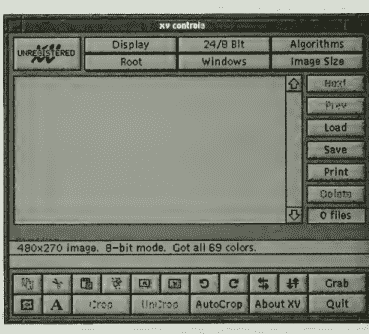 xv controls
UNREGISTERED
Display 24/8 Bit Algorithms
Root Windows Image Size
Next
Prev
Load
Save
Print
Delete
0 files
480x270 image. 8-bit mode. Got all 69 colors.
Grab
A Crop UnCrop AutoCrop About XV Quit